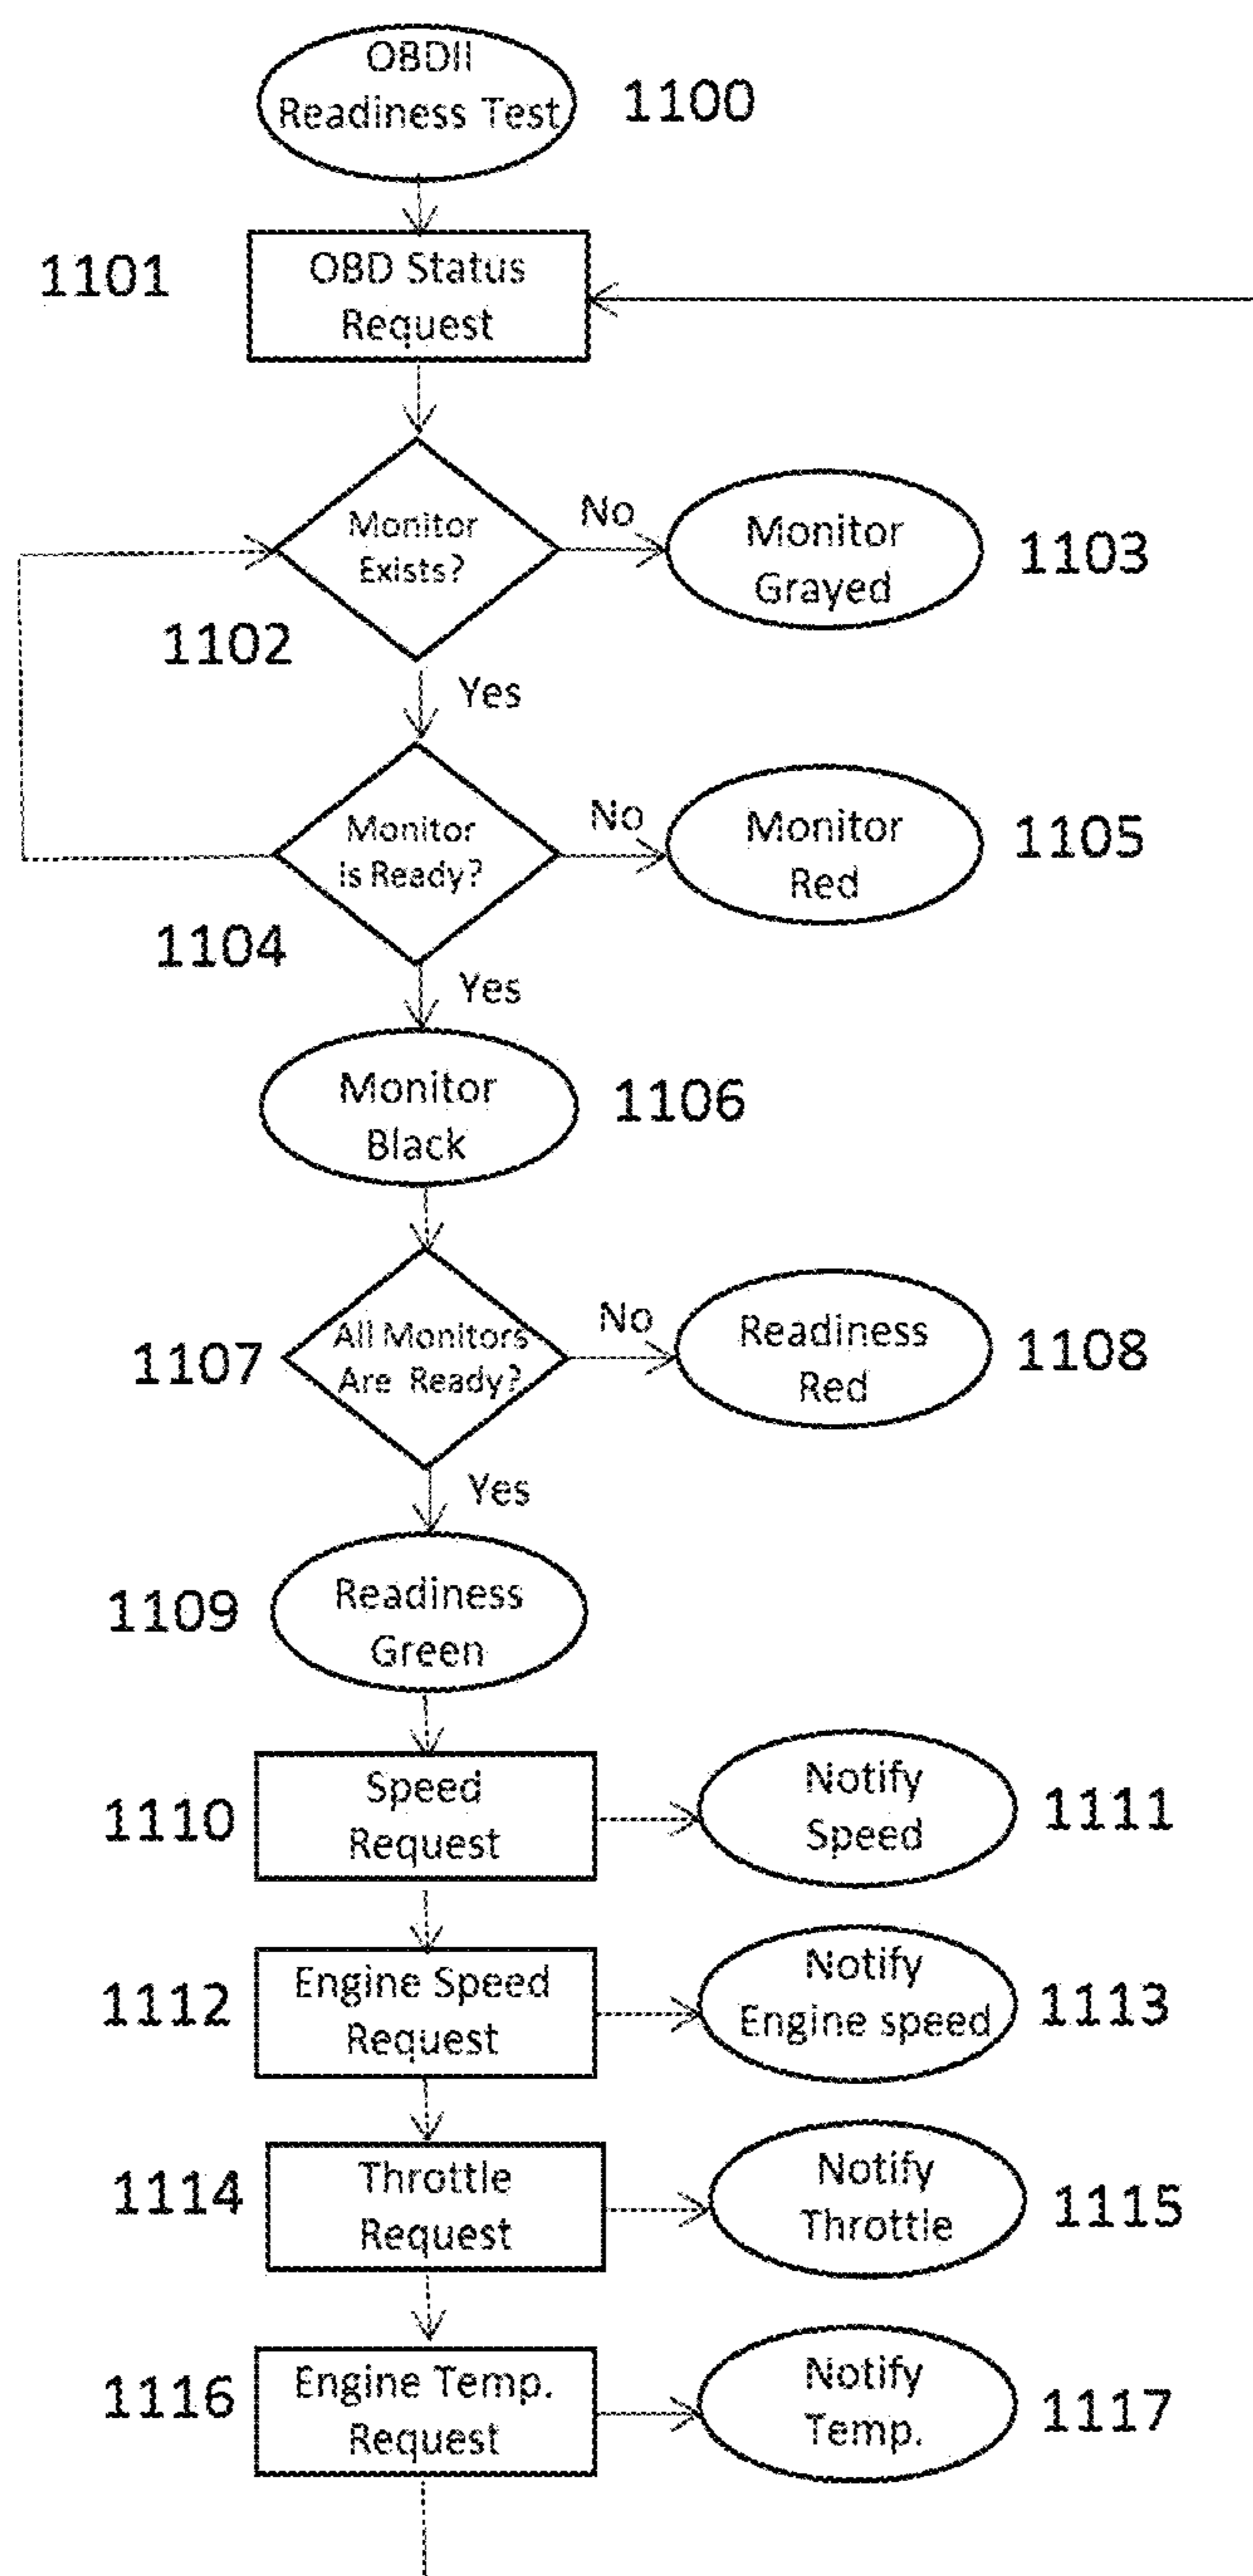 OBDII
Readiness Test
1100
1101
OBD Status
Request
Monitor
Exists?
No
Monitor
Grayed
1103
1102
Yes
Monitor
is Ready?
No
Monitor
Red
1105
1104
Yes
Monitor
Black
1106
1107
All Monitors
Are Ready?
No
Readiness
Red
1108
Yes
1109
Readiness
Green
1110
Speed
Request
Notify
Speed
1111
1112
Engine Speed
Request
Notify
Engine speed
1113
1114
Throttle
Request
Notify
Throttle
1115
1116
Engine Temp.
Request
Notify
Temp.
1117